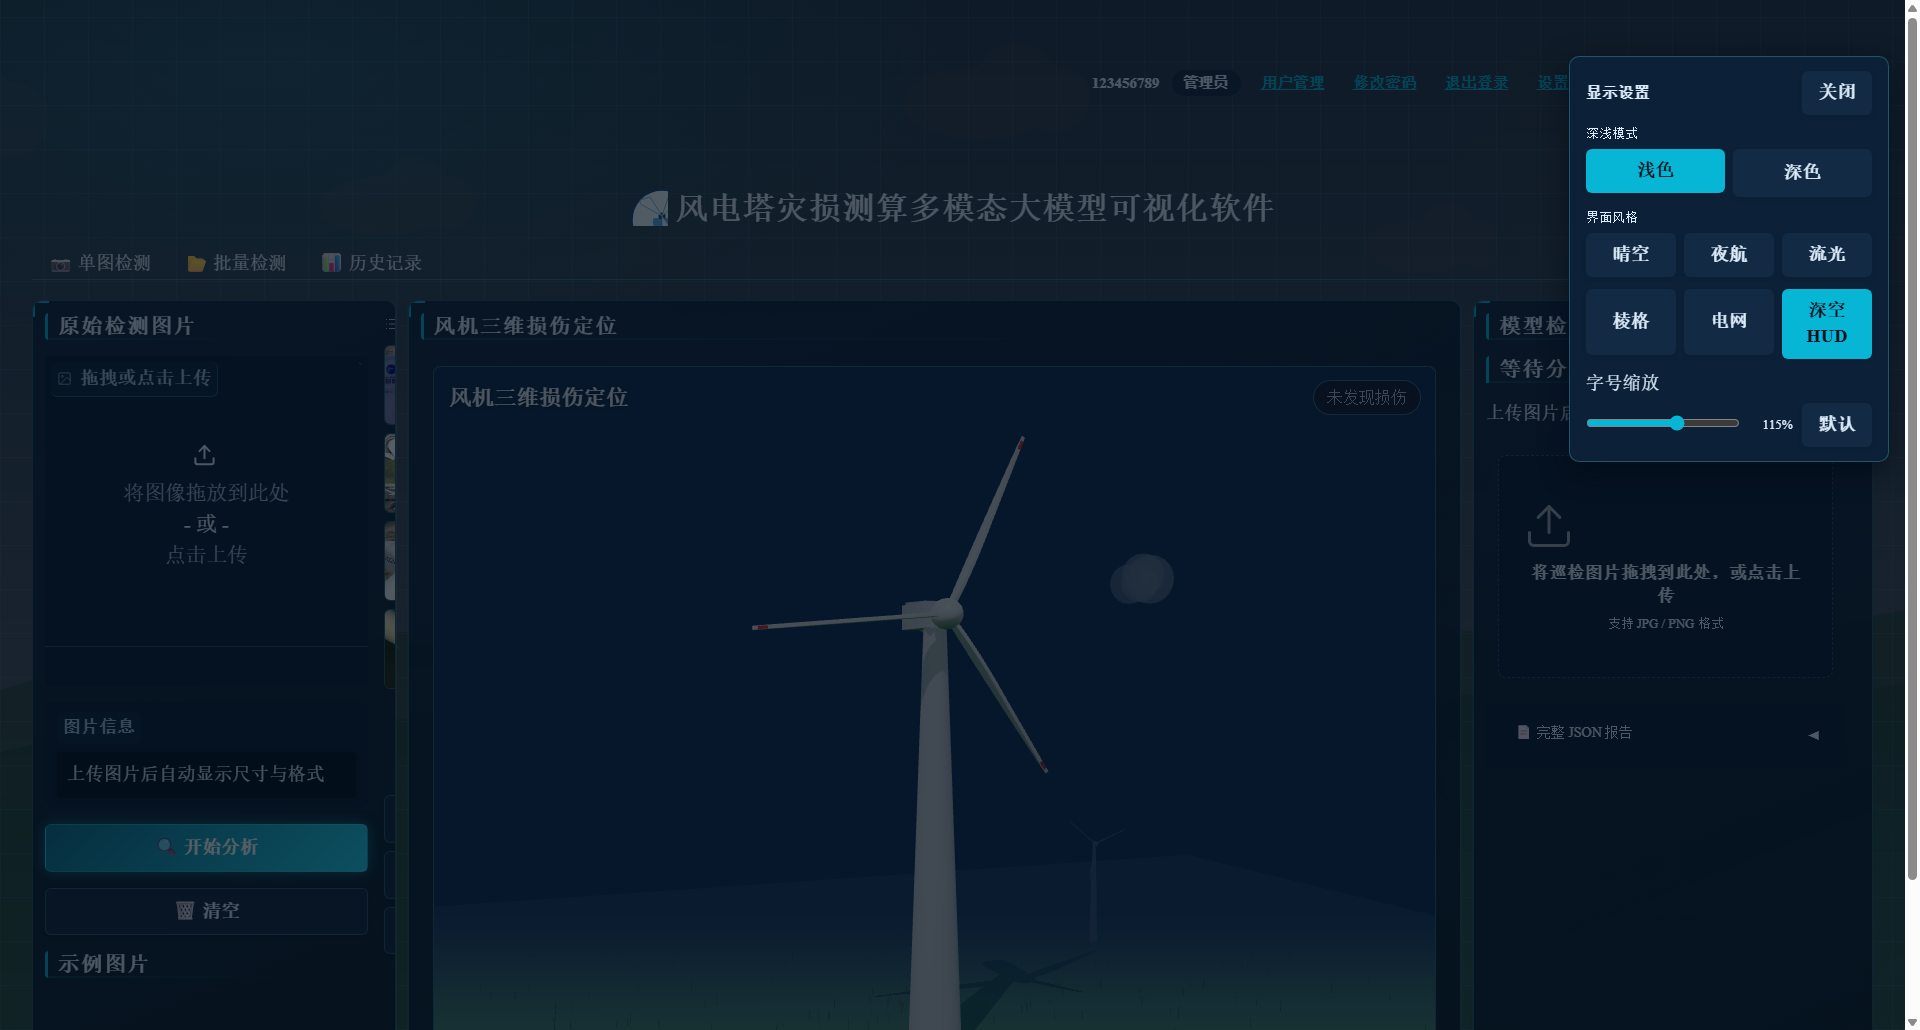 123456789 管理员 用户管理 修改密码 退出登录 设置
风电塔灾损测算多模态大模型可视化软件
单图检测 批量检测 历史记录
原始检测图片
拖拽或点击上传
将图像拖放到此处
- 或 -
点击上传
图片信息
上传图片后自动显示尺寸与格式
开始分析
清空
示例图片
风机三维损伤定位
风机三维损伤定位
未发现损伤
模型检
等待分
上传图片后
将巡检图片拖拽到此处，或点击上
传
支持 JPG / PNG 格式
完整 JSON 报告
显示设置
关闭
深浅模式
浅色 深色
界面风格
晴空 夜航 流光
棱格 电网 深空
HUD
字号缩放
115% 默认